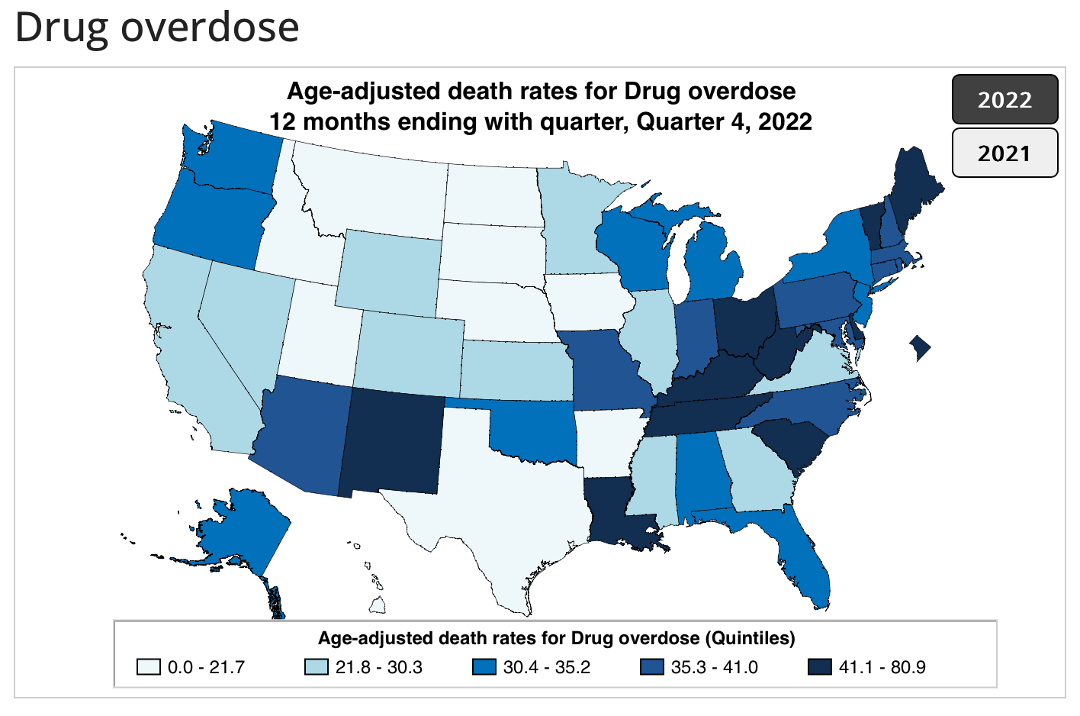 Drug overdose
Age-adjusted death rates for Drug overdose
12 months ending with quarter, Quarter 4, 2022
2022
2021
Age-adjusted death rates for Drug overdose (Quintiles)
0.0 - 21.7
21.8 - 30.3
30.4 - 35.2
35.3 - 41.0
41.1 - 80.9